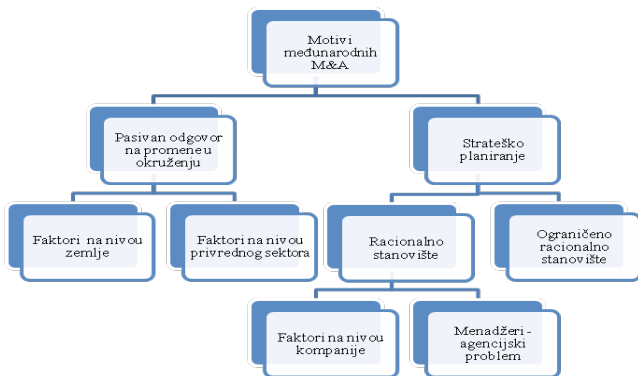 Motivi
međunarodnih
M&A
Pasivan odgovor
na promene u
okruženju
Strateško
planiranje
Faktori na nivou
zemlje
Faktori na nivou
privrednog sektora
Racionalno
stanovište
Ograničeno
racionalno
stanovište
Faktori na nivou
kompanije
Menadžeri -
agencijski
problem